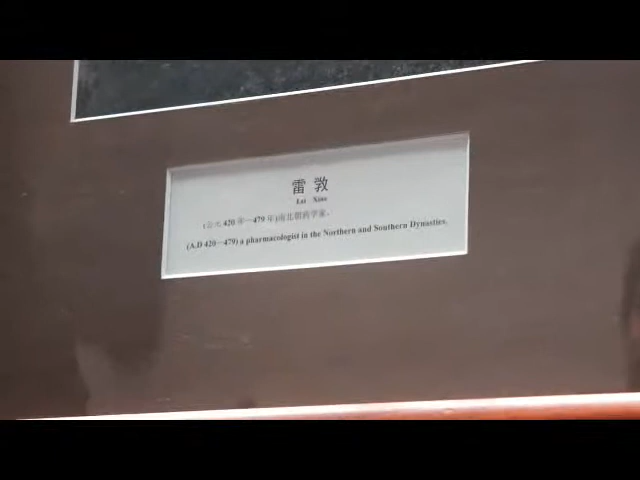 雷敩
Lei Xiao
(公元420年—479年)南北朝药学家。
(A.D 420—479) a pharmacologist in the Northern and Southern Dynasties.